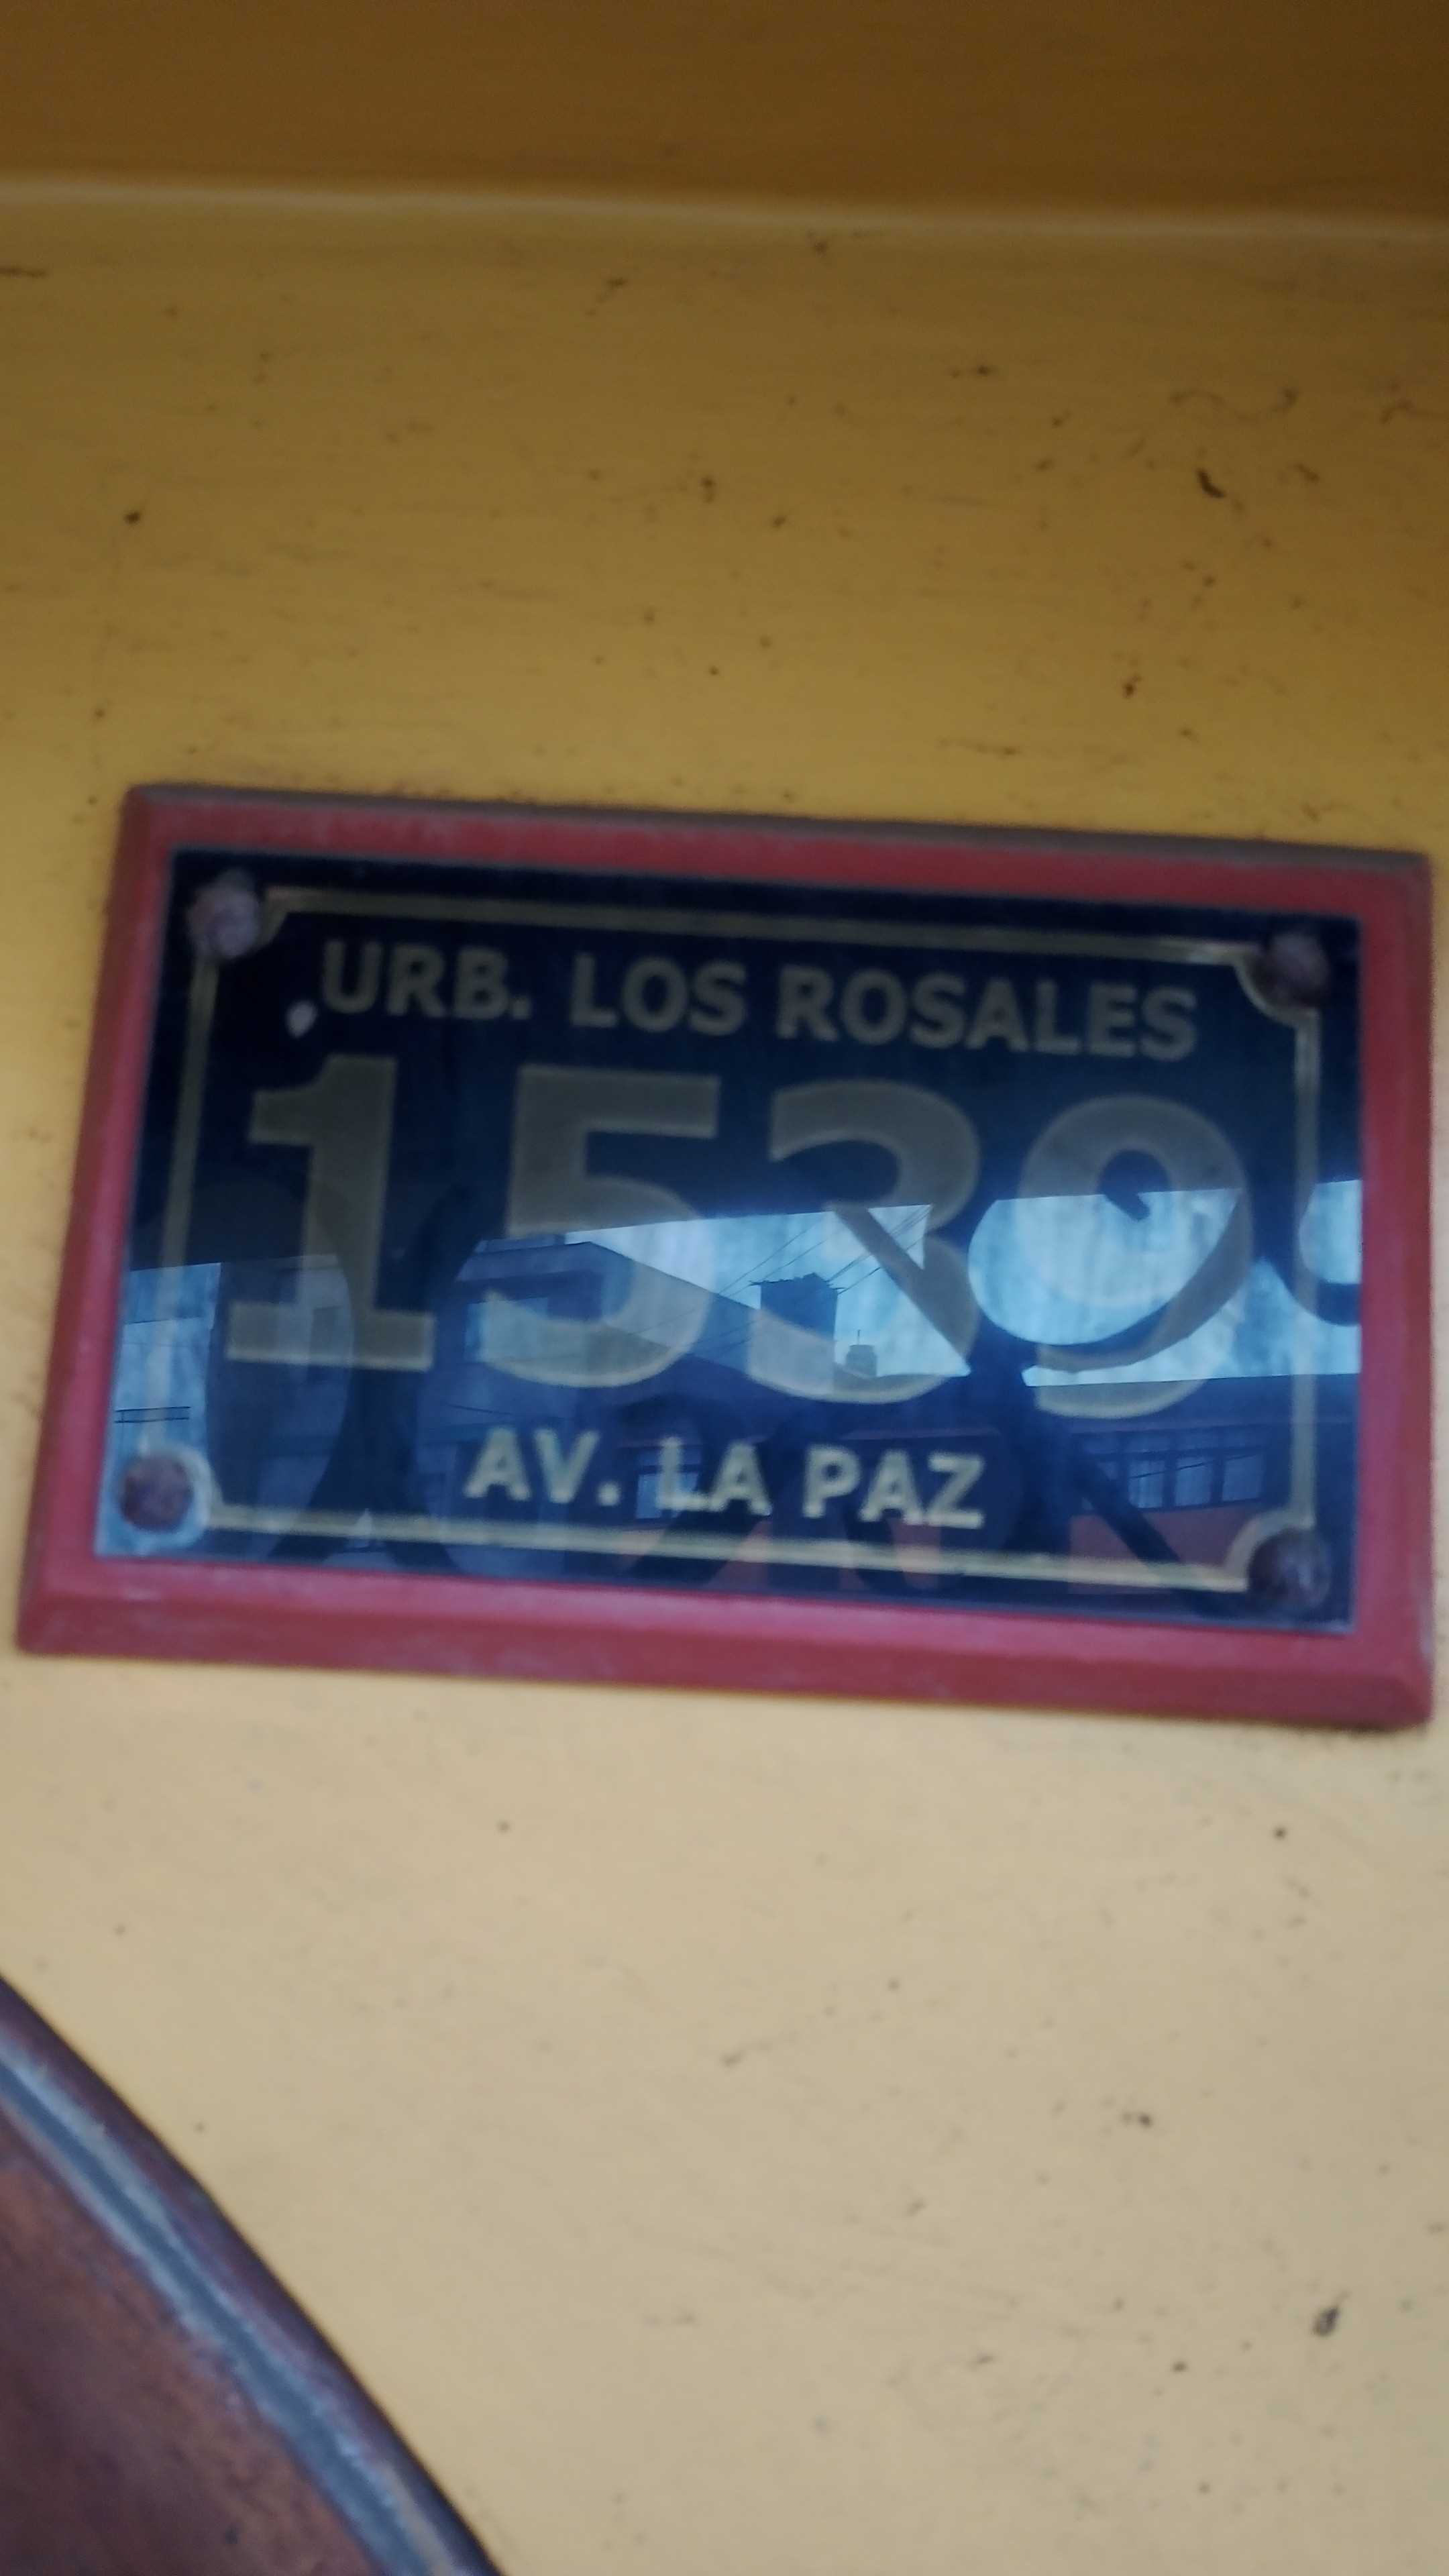 URB. LOS ROSALES
1539
AV. LA PAZ